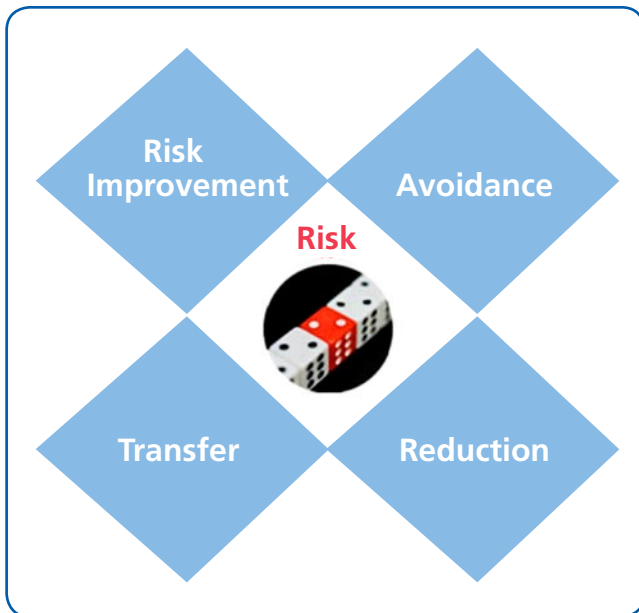 Risk
Improvement
Avoidance
Risk
Transfer
Reduction